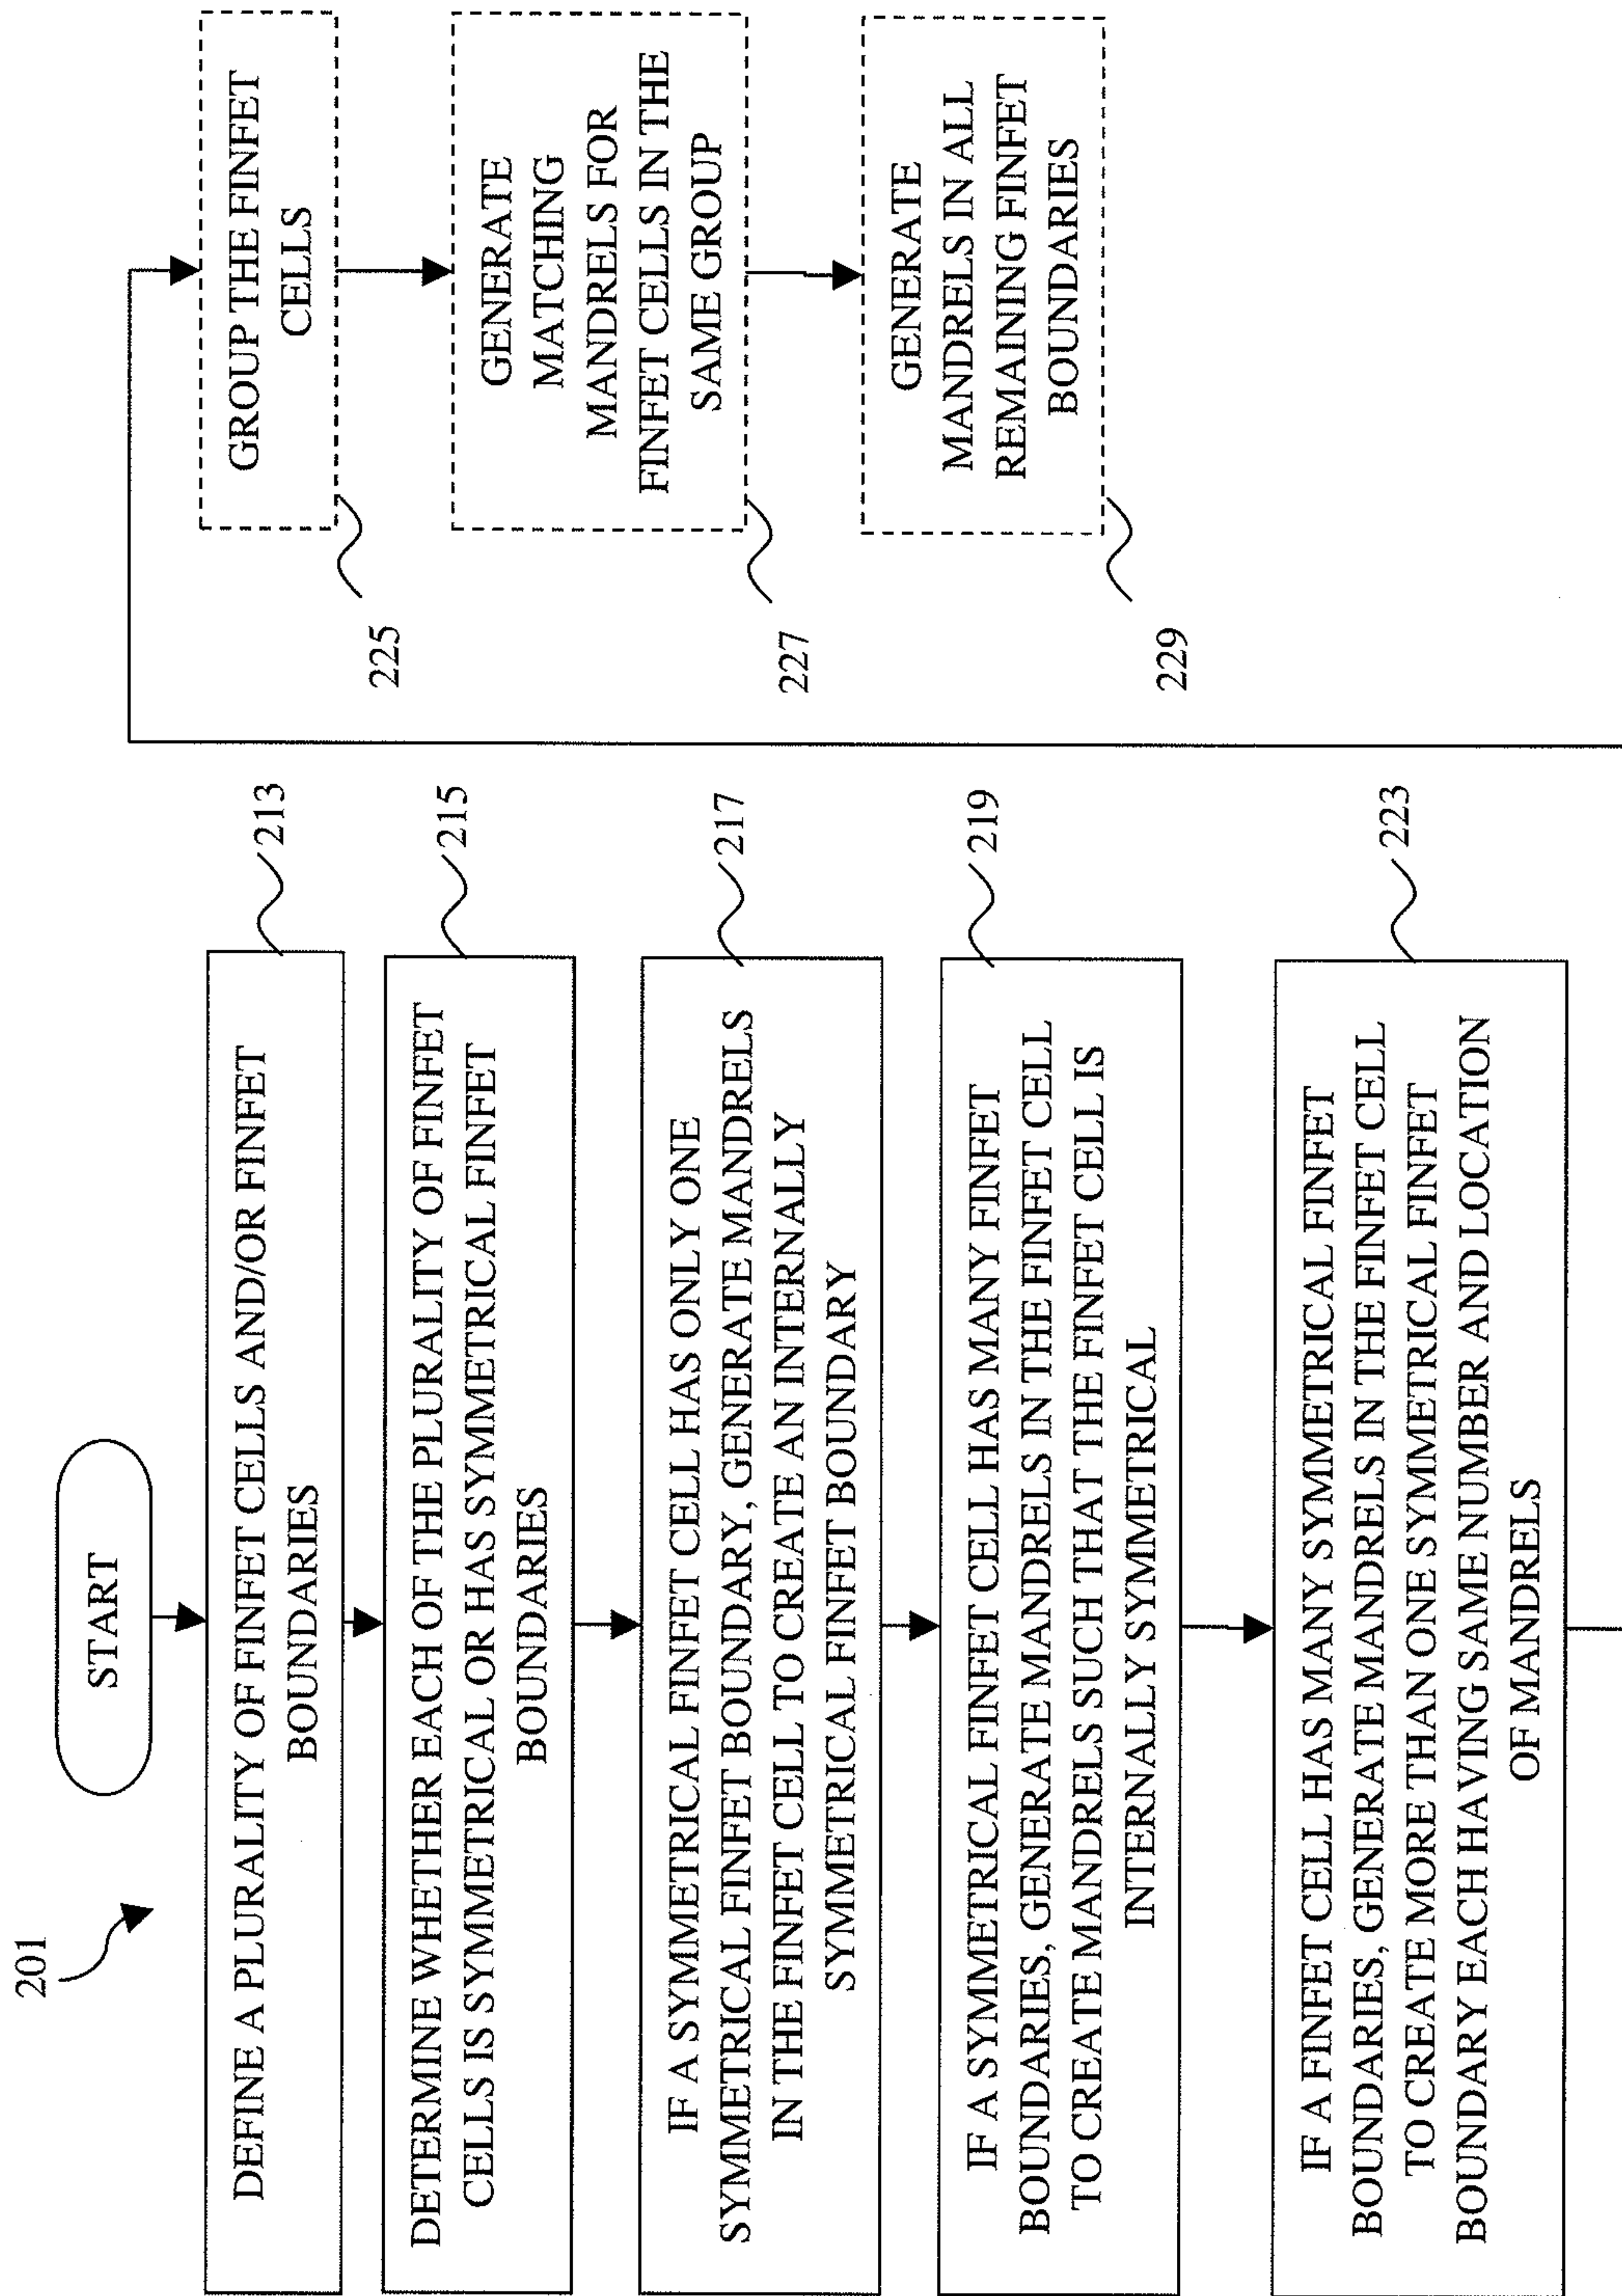 201
START
DEFINE A PLURALITY OF FINFET CELLS AND/OR FINFET
BOUNDARIES
213
DETERMINE WHETHER EACH OF THE PLURALITY OF FINFET
CELLS IS SYMMETRICAL OR HAS SYMMETRICAL FINFET
BOUNDARIES
215
IF A SYMMETRICAL FINFET CELL HAS ONLY ONE
SYMMETRICAL FINFET BOUNDARY, GENERATE MANDRELS
IN THE FINFET CELL TO CREATE AN INTERNALLY
SYMMETRICAL FINFET BOUNDARY
217
IF A SYMMETRICAL FINFET CELL HAS MANY FINFET
BOUNDARIES, GENERATE MANDRELS IN THE FINFET CELL
TO CREATE MANDRELS SUCH THAT THE FINFET CELL IS
INTERNALLY SYMMETRICAL
219
IF A FINFET CELL HAS MANY SYMMETRICAL FINFET
BOUNDARIES, GENERATE MANDRELS IN THE FINFET CELL
TO CREATE MORE THAN ONE SYMMETRICAL FINFET
BOUNDARY EACH HAVING SAME NUMBER AND LOCATION
OF MANDRELS
223
GROUP THE FINFET
CELLS
225
GENERATE
MATCHING
MANDRELS FOR
FINFET CELLS IN THE
SAME GROUP
227
GENERATE
MANDRELS IN ALL
REMAINING FINFET
BOUNDARIES
229